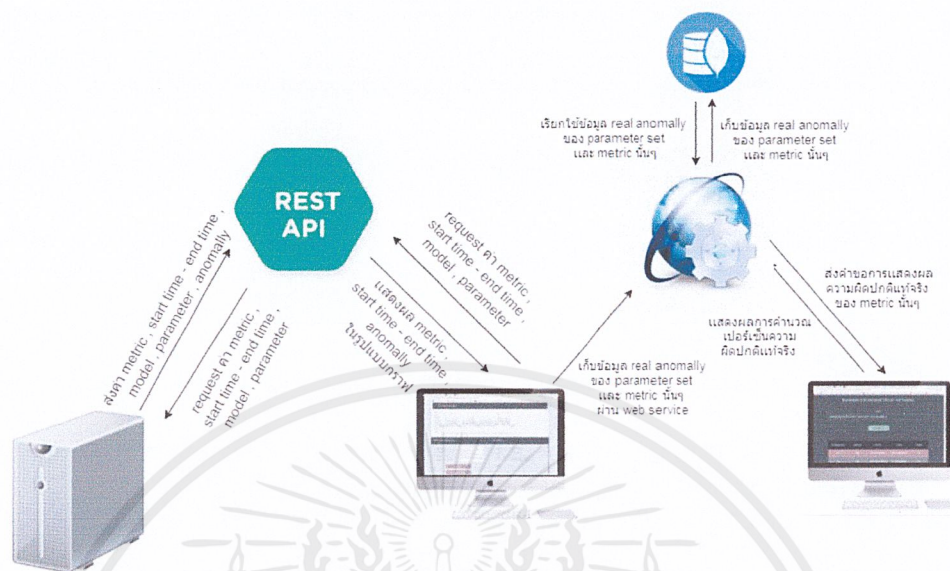 เรียกใช้ข้อมูล real anomally
ของ parameter set
และ metric นั้นๆ
เก็บข้อมูล real anomally
ของ parameter set
และ metric นั้นๆ
REST
API
ส่งค่า metric , start time - end time ,
model , parameter , anomally
request ค่า metric ,
start time - end time ,
model , parameter
request ค่า metric ,
start time - end time ,
model , parameter
แสดงผล metric ,
start time - end time ,
anomally
ในรูปแบบกราฟ
เก็บข้อมูล real anomally
ของ parameter set
และ metric นั้นๆ
ผ่าน web service
ส่งคำขอการแสดงผล
ความผิดปกติแท้จริง
ของ metric นั้นๆ
แสดงผลการคำนวณ
เปอร์เซ็นความ
ผิดปกติแท้จริง